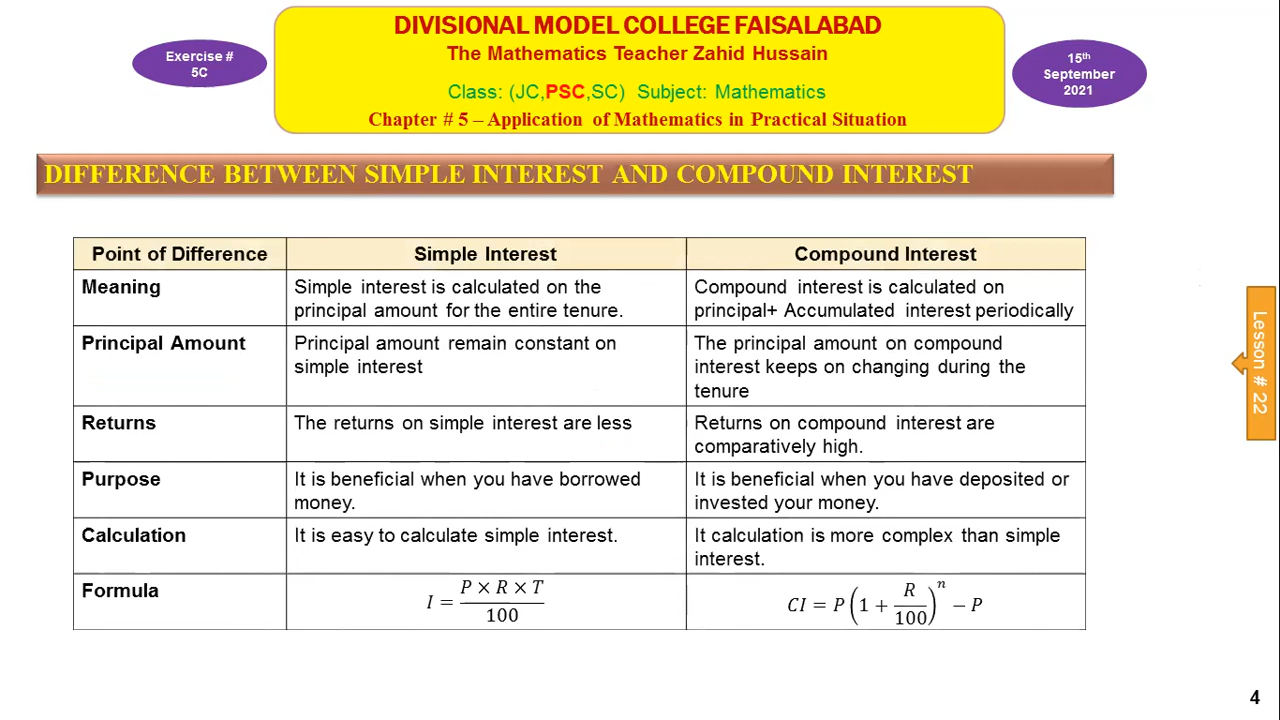 DIVISIONAL MODEL COLLEGE FAISALABAD
The Mathematics Teacher Zahid Hussain
Class: (JC,PSC,SC) Subject: Mathematics
Chapter # 5 – Application of Mathematics in Practical Situation
Exercise #
5C
15th
September
2021
DIFFERENCE BETWEEN SIMPLE INTEREST AND COMPOUND INTEREST
Point of Difference
Simple Interest
Compound Interest
Meaning
Simple interest is calculated on the
principal amount for the entire tenure.
Compound interest is calculated on
principal+ Accumulated interest periodically
Principal Amount
Principal amount remain constant on
simple interest
The principal amount on compound
interest keeps on changing during the
tenure
Returns
The returns on simple interest are less
Returns on compound interest are
comparatively high.
Purpose
It is beneficial when you have borrowed
money.
It is beneficial when you have deposited or
invested your money.
Calculation
It is easy to calculate simple interest.
It calculation is more complex than simple
interest.
Formula
I = P × R × T / 100
CI = P (1 + R/100)^n − P
Lesson # 22
4